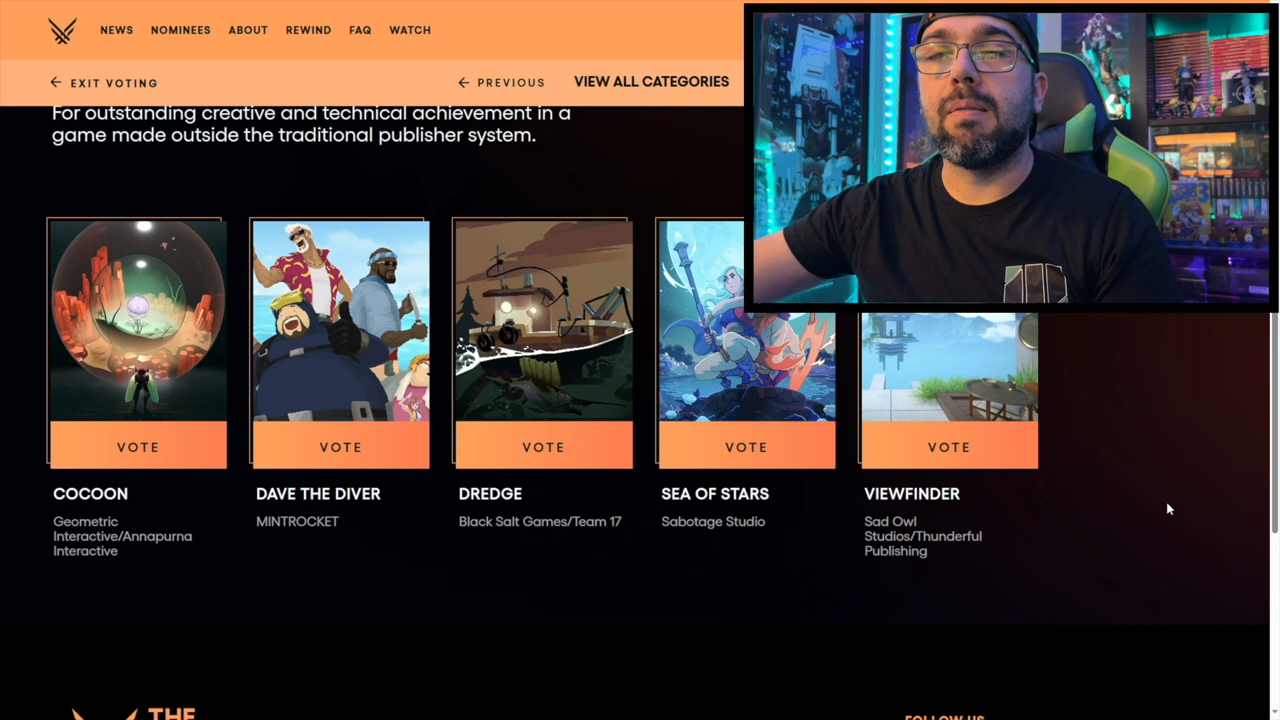 NEWS NOMINEES ABOUT REWIND FAQ WATCH
EXIT VOTING
PREVIOUS
VIEW ALL CATEGORIES
For outstanding creative and technical achievement in a
game made outside the traditional publisher system.
VOTE
VOTE
VOTE
VOTE
VOTE
COCOON
Geometric
Interactive/Annapurna
Interactive
DAVE THE DIVER
MINTROCKET
DREDGE
Black Salt Games/Team 17
SEA OF STARS
Sabotage Studio
VIEWFINDER
Sad Owl
Studios/Thunderful
Publishing
THE
FOLLOW US